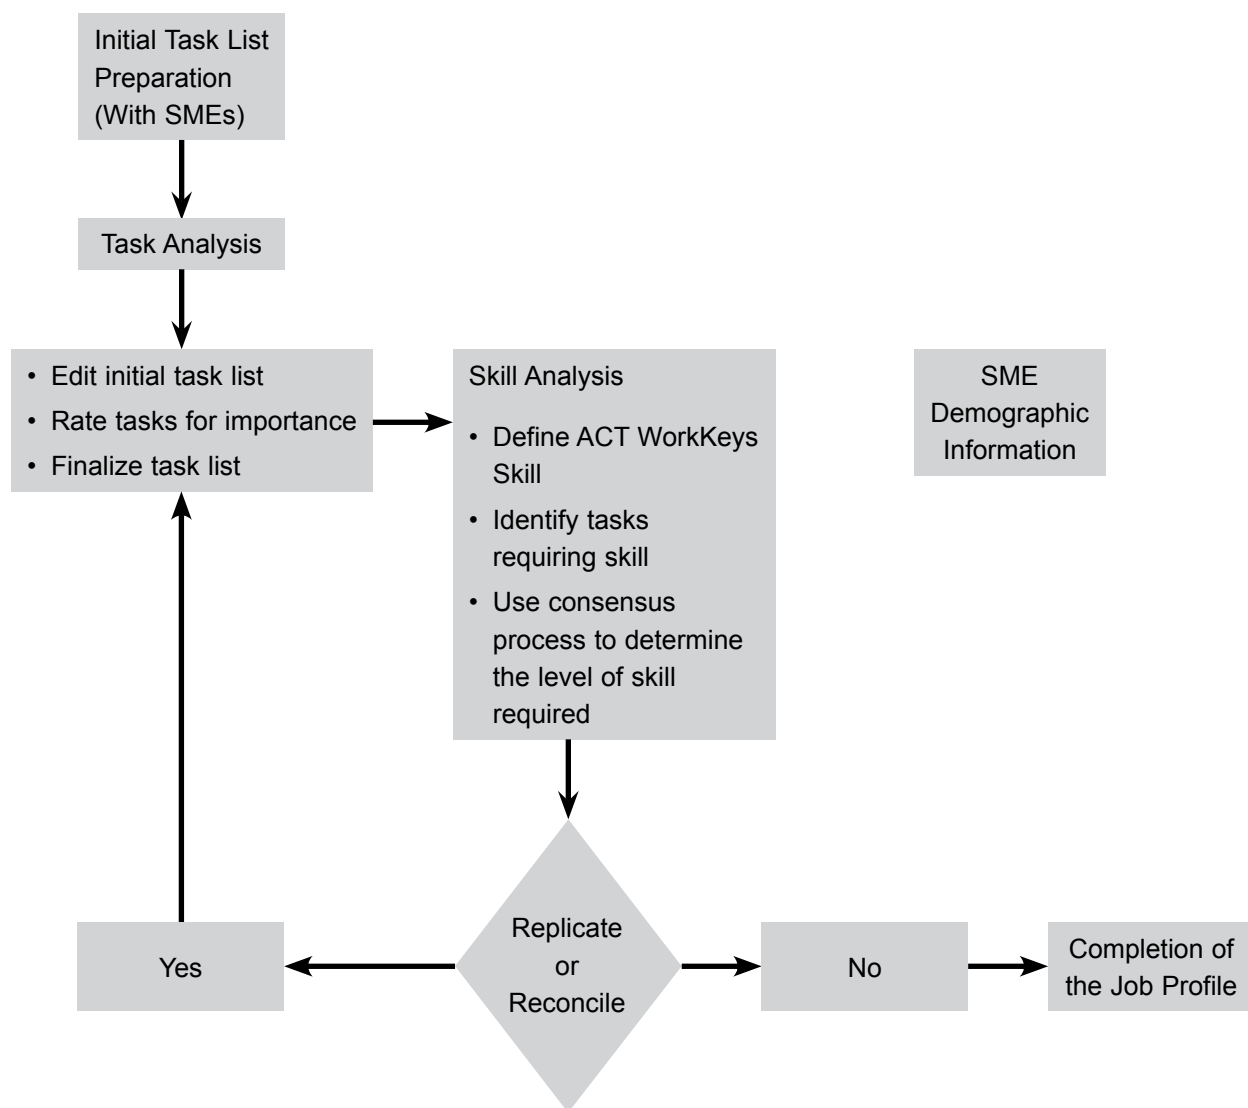 Initial Task List
Preparation
(With SMEs)
Task Analysis
• Edit initial task list
• Rate tasks for importance
• Finalize task list
Skill Analysis
• Define ACT WorkKeys
Skill
• Identify tasks
requiring skill
• Use consensus
process to determine
the level of skill
required
SME
Demographic
Information
Replicate
or
Reconcile
Yes
No
Completion of
the Job Profile